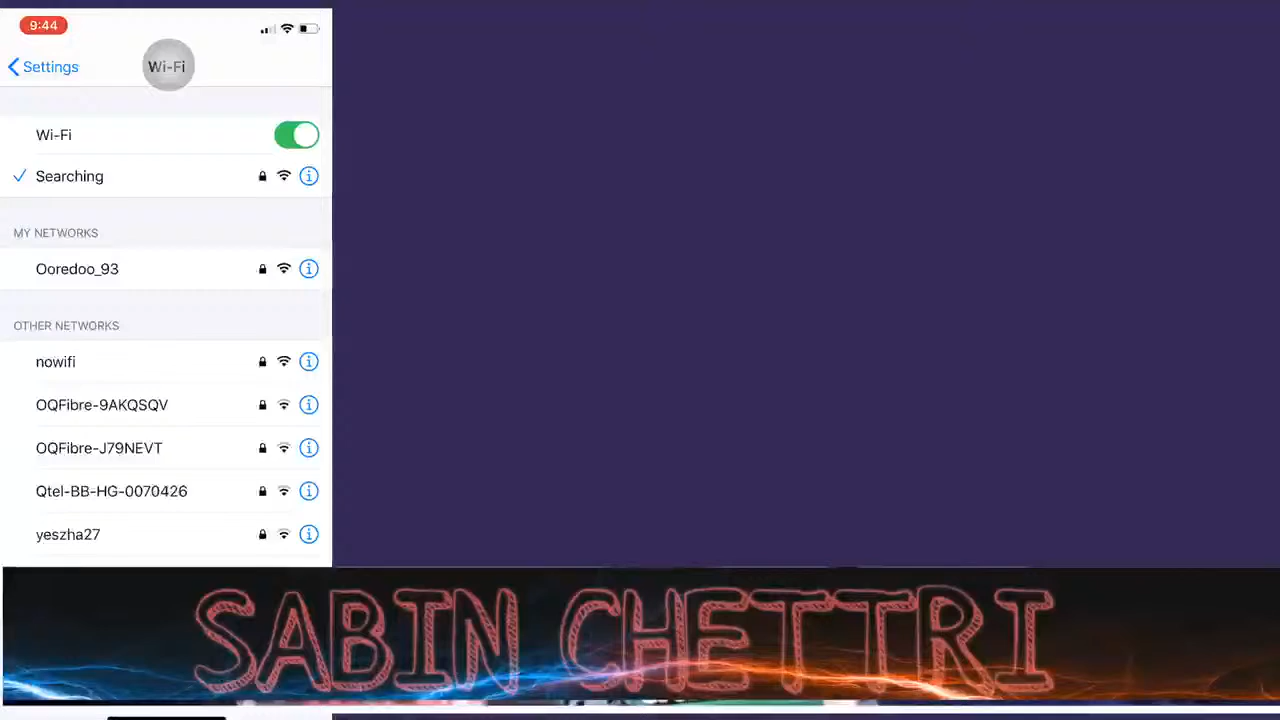 9:44
Settings
Wi-Fi
Wi-Fi
Searching
MY NETWORKS
Ooredoo_93
OTHER NETWORKS
nowifi
OQFibre-9AKQSQV
OQFibre-J79NEVT
Qtel-BB-HG-0070426
yeszha27
SABIN CHETTRI